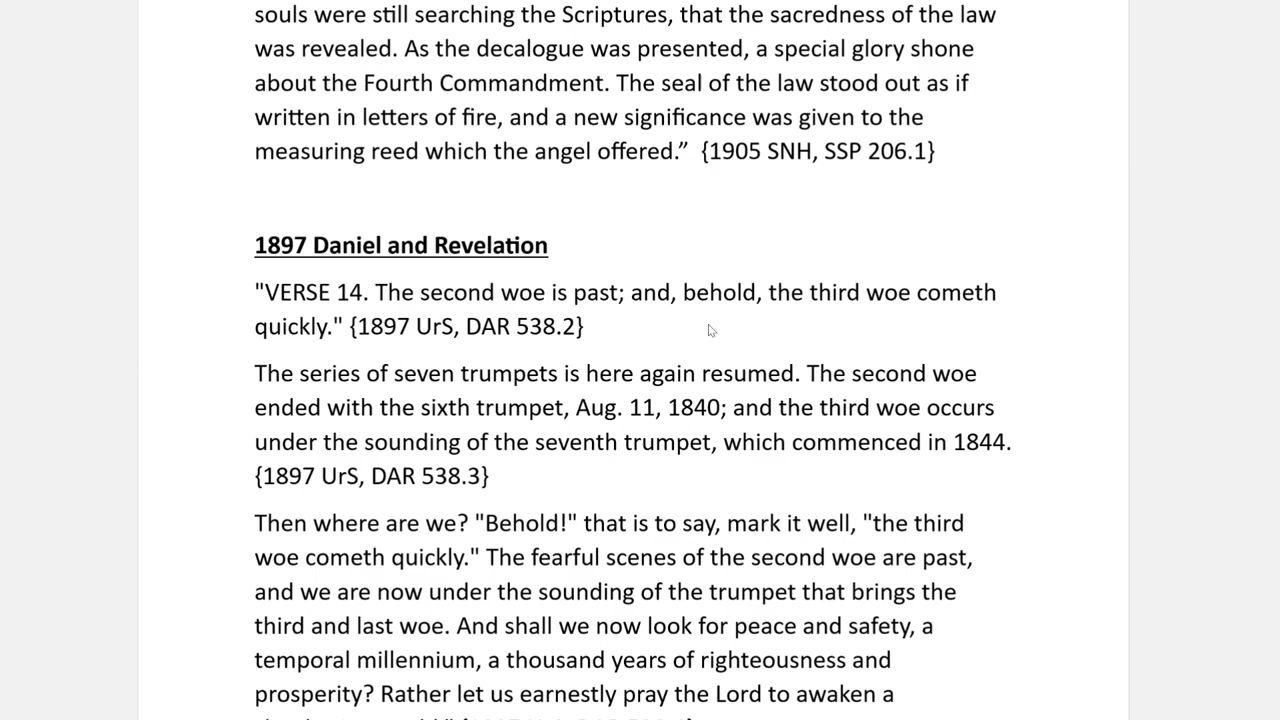 souls were still searching the Scriptures, that the sacredness of the law
was revealed. As the decalogue was presented, a special glory shone
about the Fourth Commandment. The seal of the law stood out as if
written in letters of fire, and a new significance was given to the
measuring reed which the angel offered.”  {1905 SNH, SSP 206.1}
1897 Daniel and Revelation
"VERSE 14. The second woe is past; and, behold, the third woe cometh
quickly." {1897 UrS, DAR 538.2}
The series of seven trumpets is here again resumed. The second woe
ended with the sixth trumpet, Aug. 11, 1840; and the third woe occurs
under the sounding of the seventh trumpet, which commenced in 1844.
{1897 UrS, DAR 538.3}
Then where are we? "Behold!" that is to say, mark it well, "the third
woe cometh quickly." The fearful scenes of the second woe are past,
and we are now under the sounding of the trumpet that brings the
third and last woe. And shall we now look for peace and safety, a
temporal millennium, a thousand years of righteousness and
prosperity? Rather let us earnestly pray the Lord to awaken a